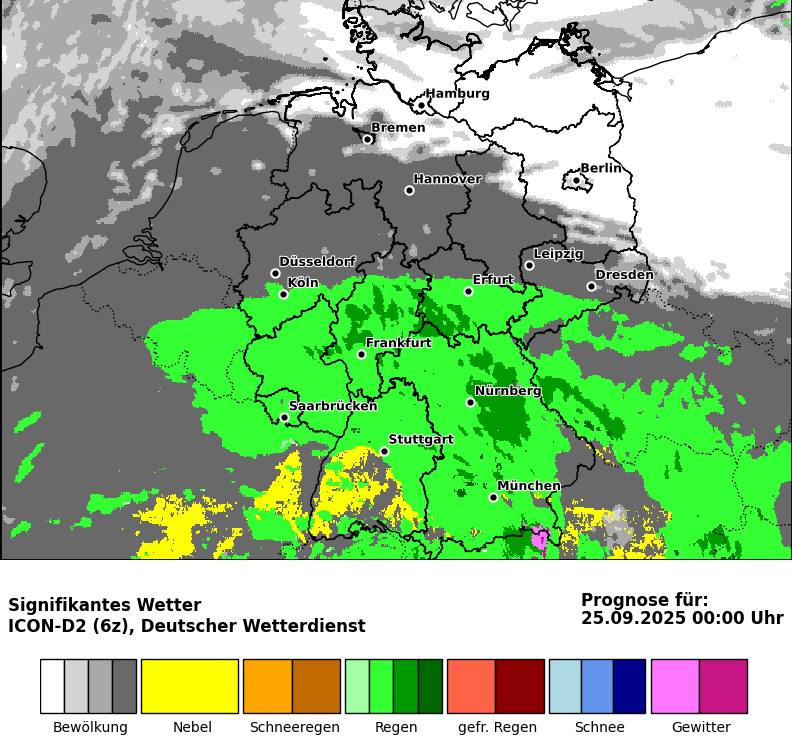 Hamburg
Bremen
Berlin
Hannover
Leipzig
Düsseldorf
Dresden
Köln
Erfurt
Frankfurt
Nürnberg
Saarbrücken
Stuttgart
München
Signifikantes Wetter
ICON-D2 (6z), Deutscher Wetterdienst
Prognose für:
25.09.2025 00:00 Uhr
Bewölkung
Nebel
Schneeregen
Regen
gefr. Regen
Schnee
Gewitter